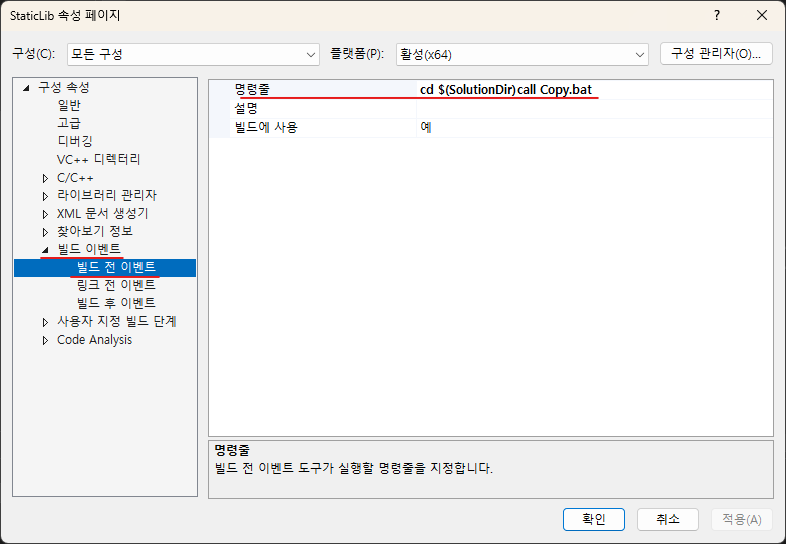 StaticLib 속성 페이지
? ×
구성(C): 모든 구성 플랫폼(P): 활성(x64) 구성 관리자(O)...
구성 속성
일반
고급
디버깅
VC++ 디렉터리
C/C++
라이브러리 관리자
XML 문서 생성기
찾아보기 정보
빌드 이벤트
빌드 전 이벤트
링크 전 이벤트
빌드 후 이벤트
사용자 지정 빌드 단계
Code Analysis
명령줄 cd $(SolutionDir)call Copy.bat
설명
빌드에 사용 예
명령줄
빌드 전 이벤트 도구가 실행할 명령줄을 지정합니다.
확인 취소 적용(A)